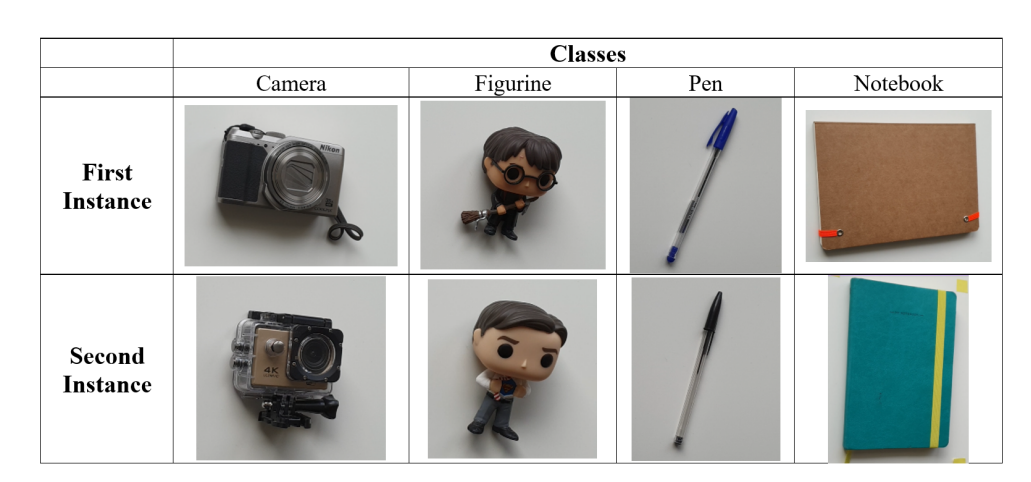 Classes
Camera Figurine Pen Notebook
First
Instance
Nikon
Second
Instance
4K